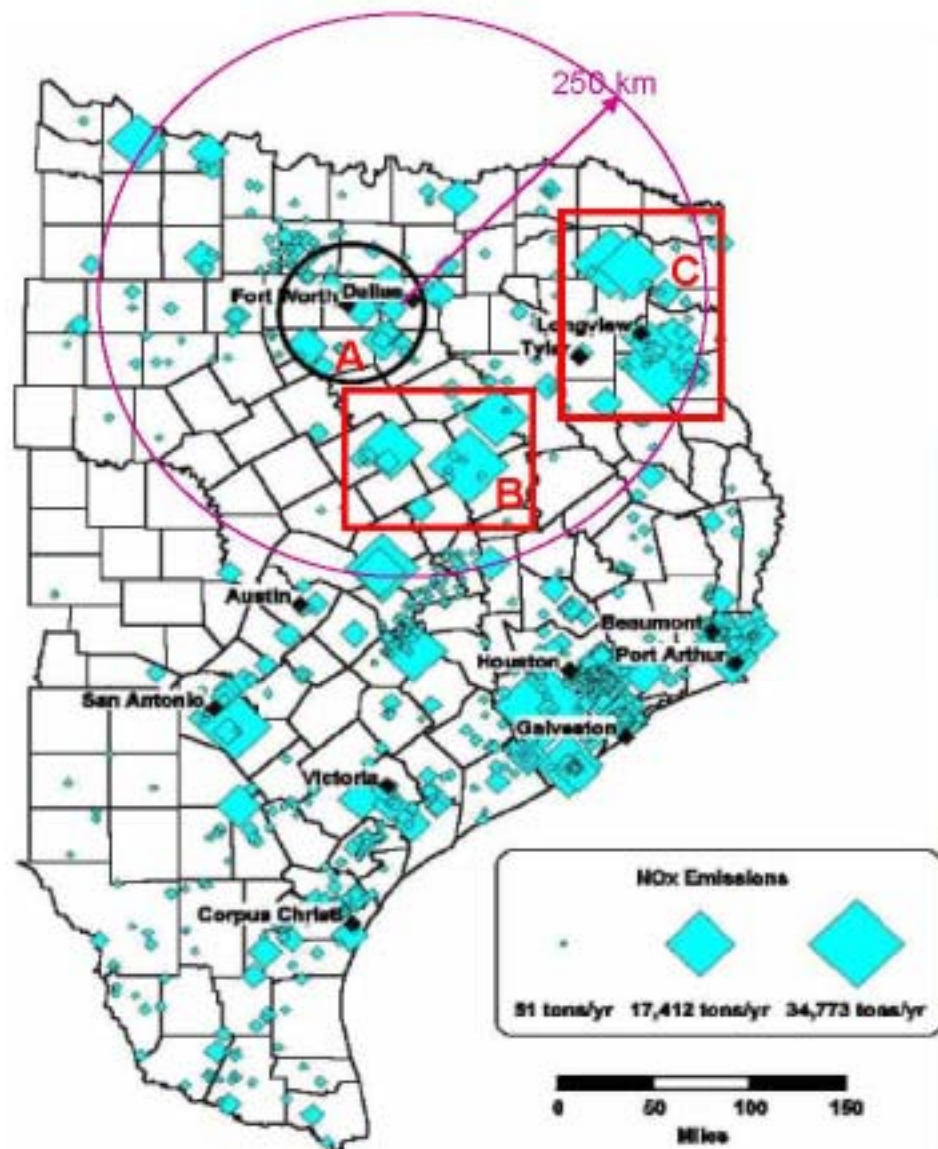 250 km
Fort Worth Dallas
C
Longview
Tyler
A
B
Austin
Beaumont
Port Arthur
Houston
San Antonio
Galveston
Victoria
Corpus Christi
NOx Emissions
51 tons/yr 17,412 tons/yr 34,773 tons/yr
0 50 100 150
Miles